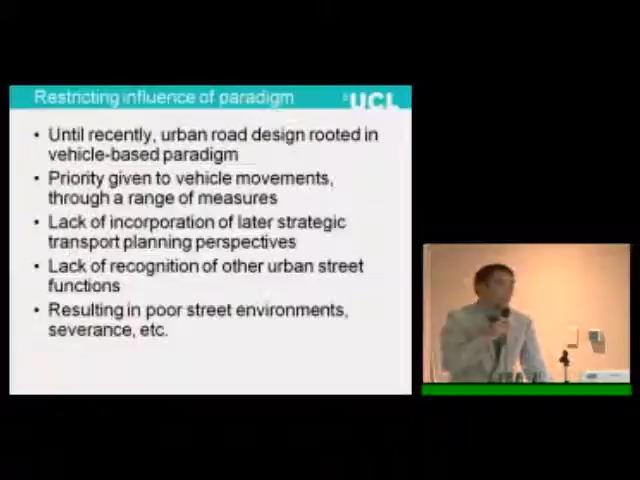 Restricting influence of paradigm
UCL
• Until recently, urban road design rooted in
vehicle-based paradigm
• Priority given to vehicle movements,
through a range of measures
• Lack of incorporation of later strategic
transport planning perspectives
• Lack of recognition of other urban street
functions
• Resulting in poor street environments,
severance, etc.